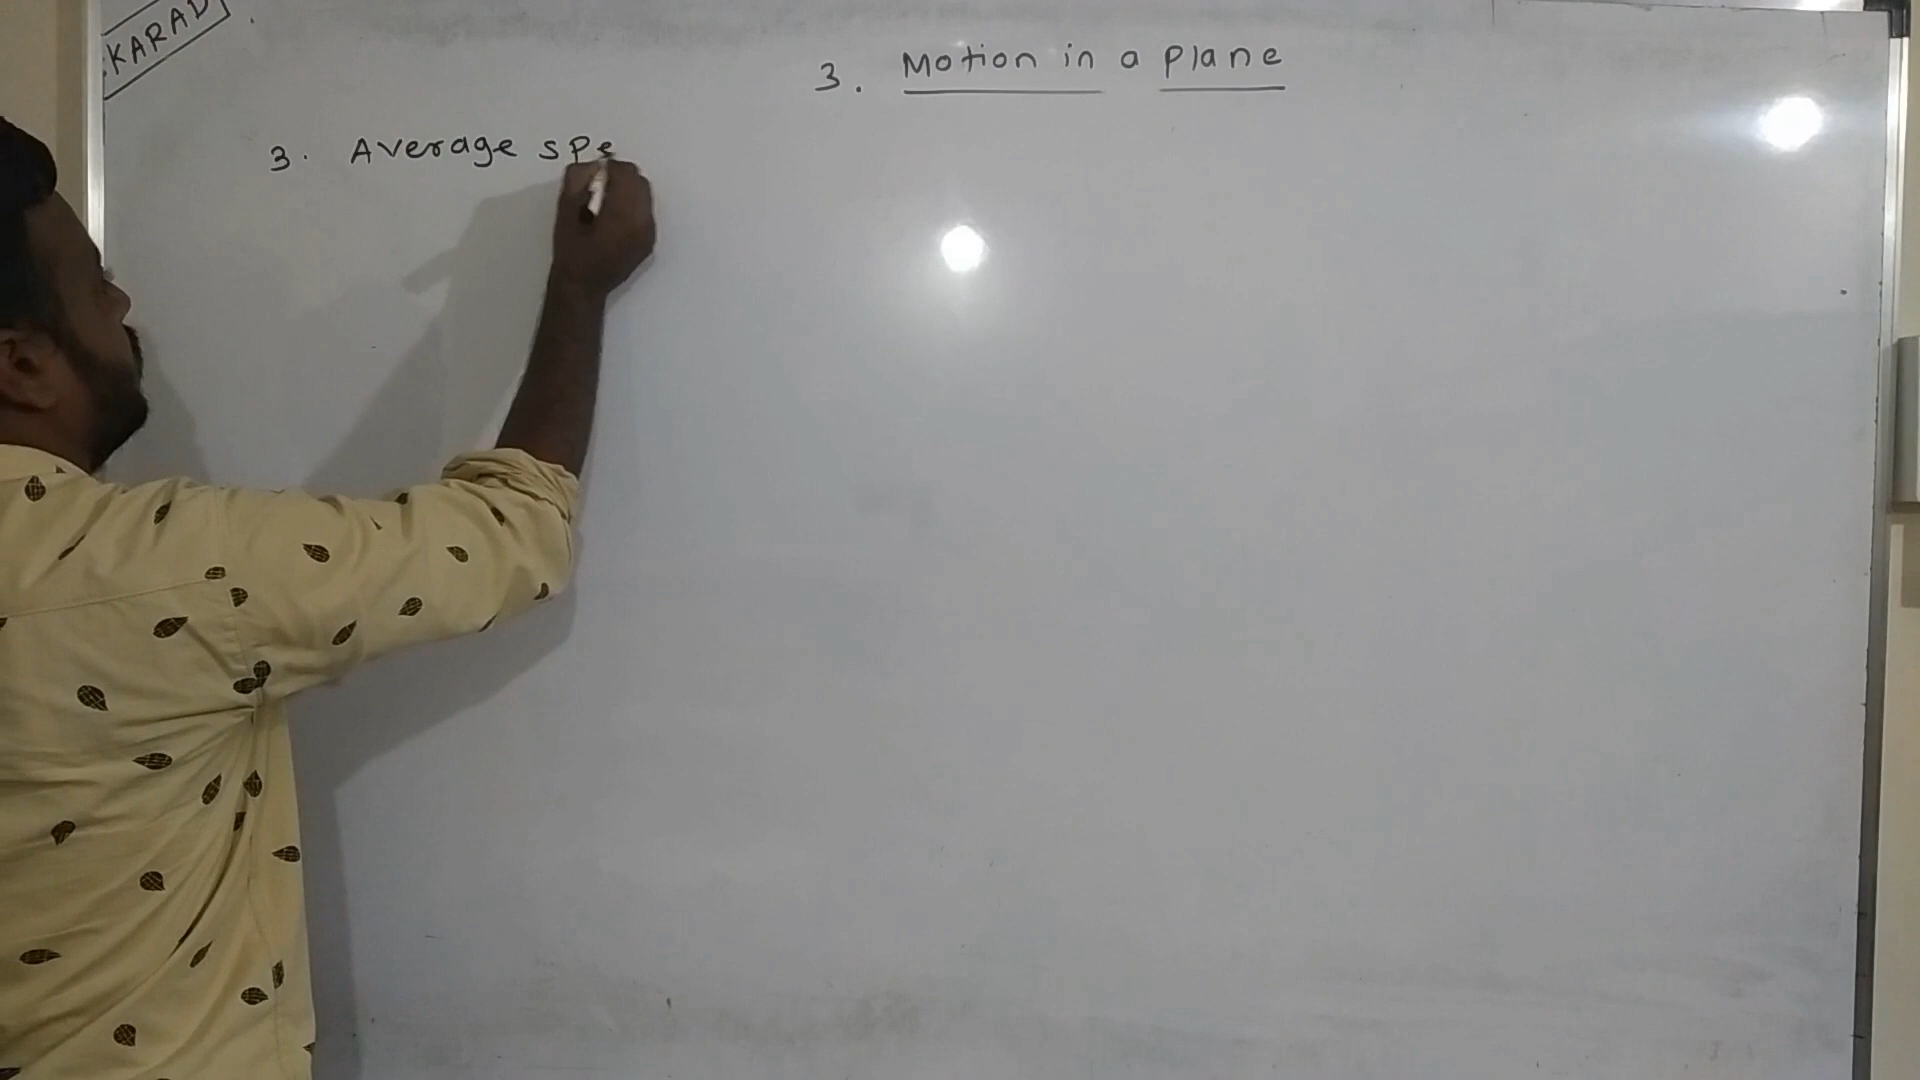 KARAD
3. Motion in a plane
3. Average spe